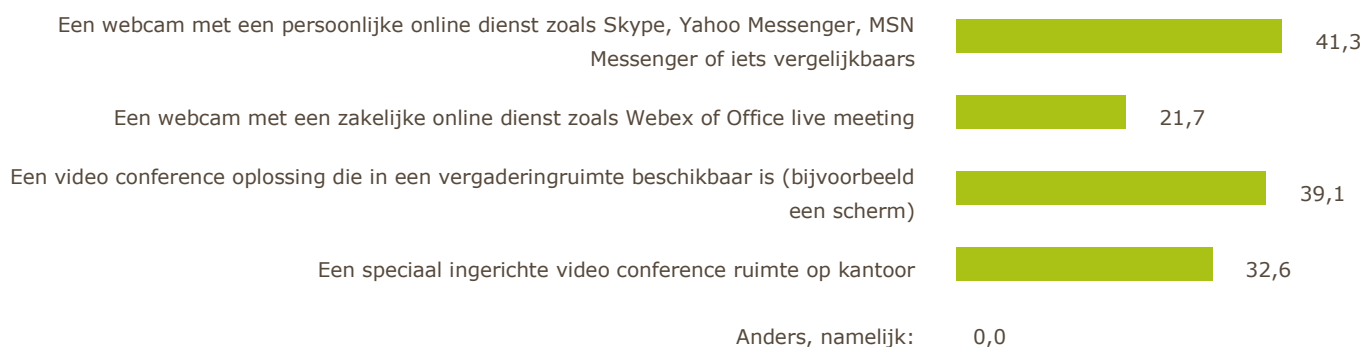 Een webcam met een persoonlijke online dienst zoals Skype, Yahoo Messenger, MSN
Messenger of iets vergelijkbaars
41,3
Een webcam met een zakelijke online dienst zoals Webex of Office live meeting
21,7
Een video conference oplossing die in een vergaderingruimte beschikbaar is (bijvoorbeeld
een scherm)
39,1
Een speciaal ingerichte video conference ruimte op kantoor
32,6
Anders, namelijk:
0,0